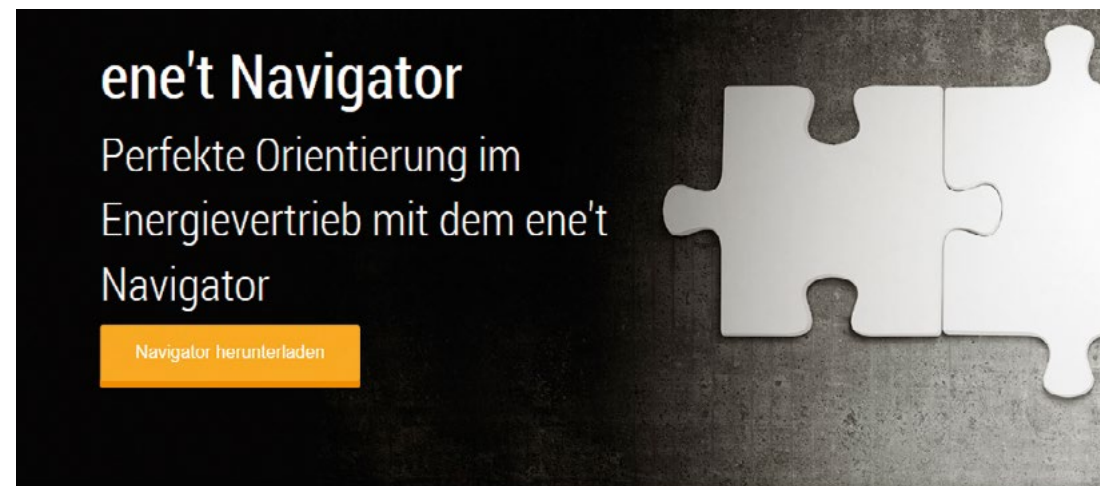 ene't Navigator
Perfekte Orientierung im
Energievertrieb mit dem ene't
Navigator
Navigator herunterladen